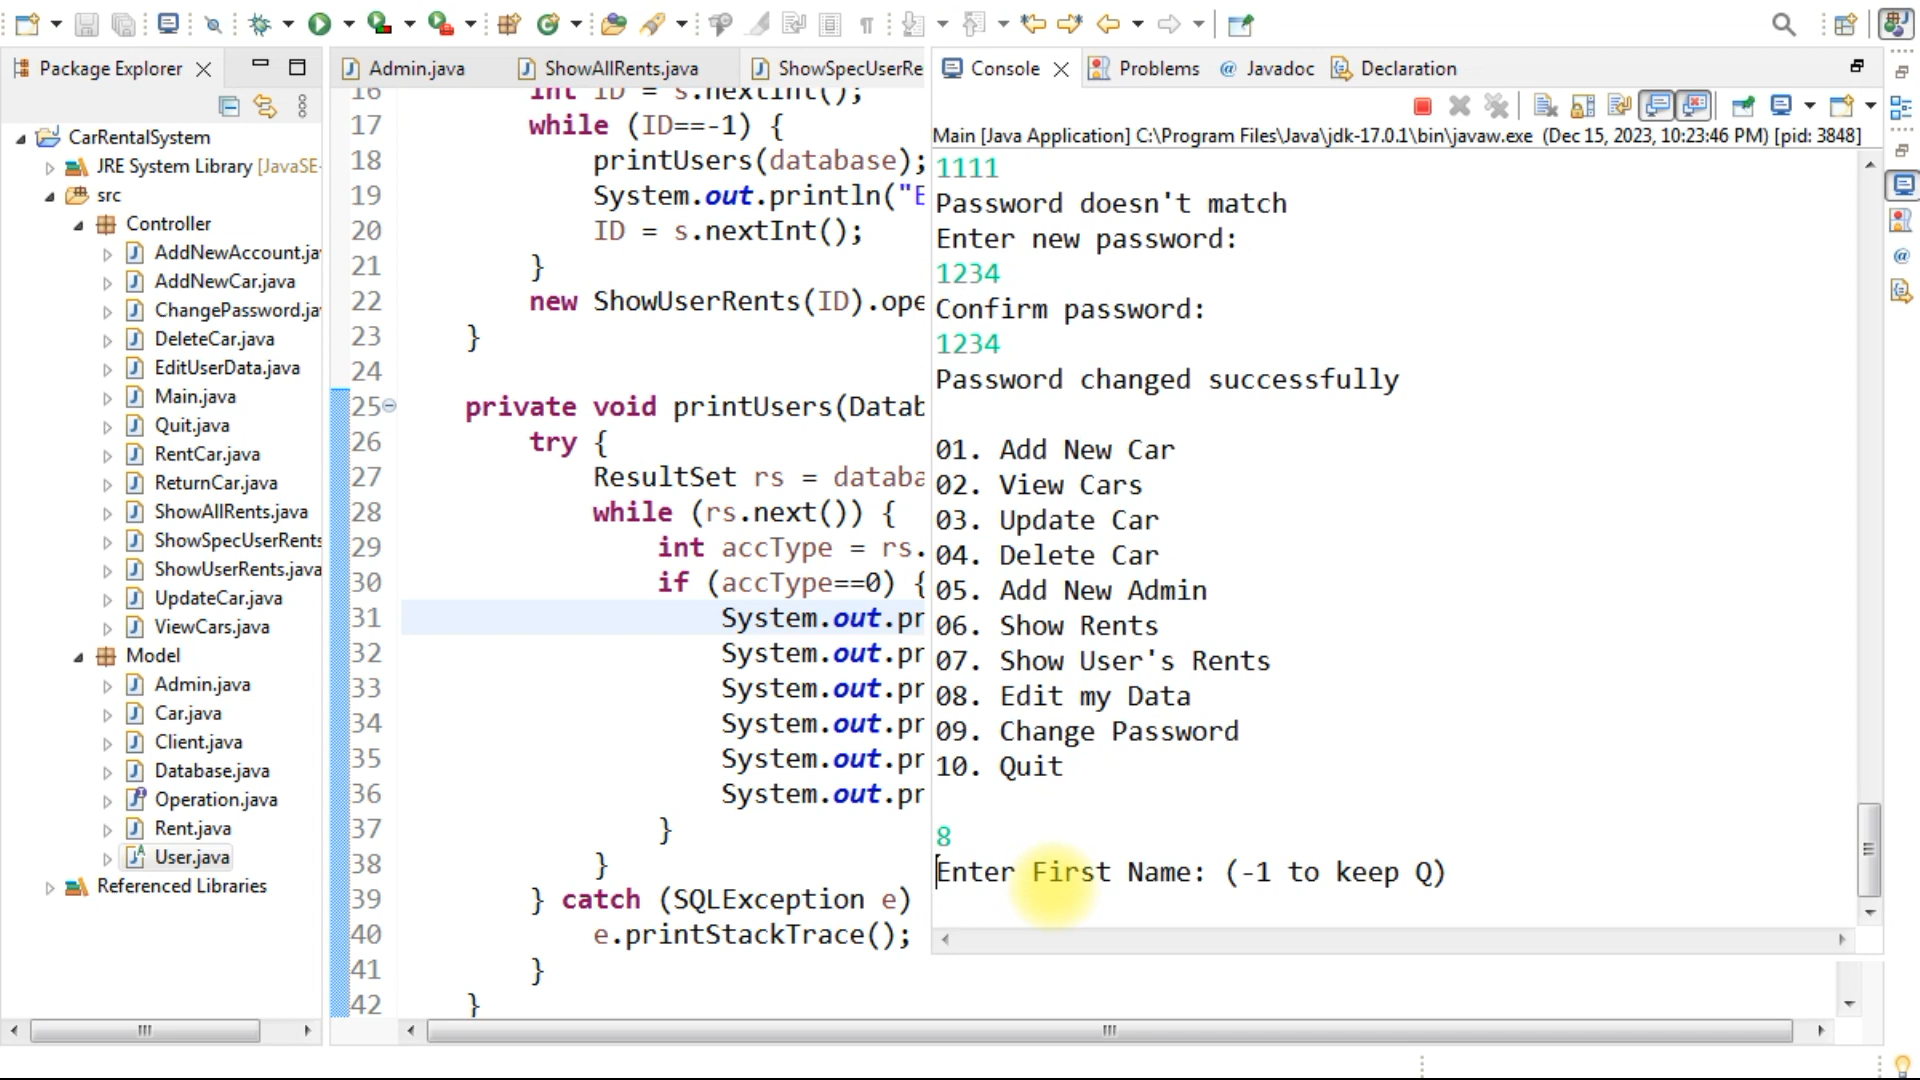 Package Explorer
CarRentalSystem
JRE System Library [JavaSE-
src
Controller
AddNewAccount.ja
AddNewCar.java
ChangePassword.ja
DeleteCar.java
EditUserData.java
Main.java
Quit.java
RentCar.java
ReturnCar.java
ShowAllRents.java
ShowSpecUserRents
ShowUserRents.java
UpdateCar.java
ViewCars.java
Model
Admin.java
Car.java
Client.java
Database.java
Operation.java
Rent.java
User.java
Referenced Libraries
Admin.java ShowAllRents.java ShowSpecUserRe
16 int ID = s.nextInt();
17 while (ID==-1) {
18 printUsers(database);
19 System.out.println("E
20 ID = s.nextInt();
21 }
22 new ShowUserRents(ID).ope
23 }
24
25 private void printUsers(Datab
26 try {
27 ResultSet rs = databa
28 while (rs.next()) {
29 int accType = rs.
30 if (accType==0) {
31 System.out.pr
32 System.out.pr
33 System.out.pr
34 System.out.pr
35 System.out.pr
36 System.out.pr
37 }
38 }
39 } catch (SQLException e)
40 e.printStackTrace();
41 }
42 }
Console Problems @ Javadoc Declaration
Main [Java Application] C:\Program Files\Java\jdk-17.0.1\bin\javaw.exe (Dec 15, 2023, 10:23:46 PM) [pid: 3848]
1111
Password doesn't match
Enter new password:
1234
Confirm password:
1234
Password changed successfully
01. Add New Car
02. View Cars
03. Update Car
04. Delete Car
05. Add New Admin
06. Show Rents
07. Show User's Rents
08. Edit my Data
09. Change Password
10. Quit
8
Enter First Name: (-1 to keep Q)